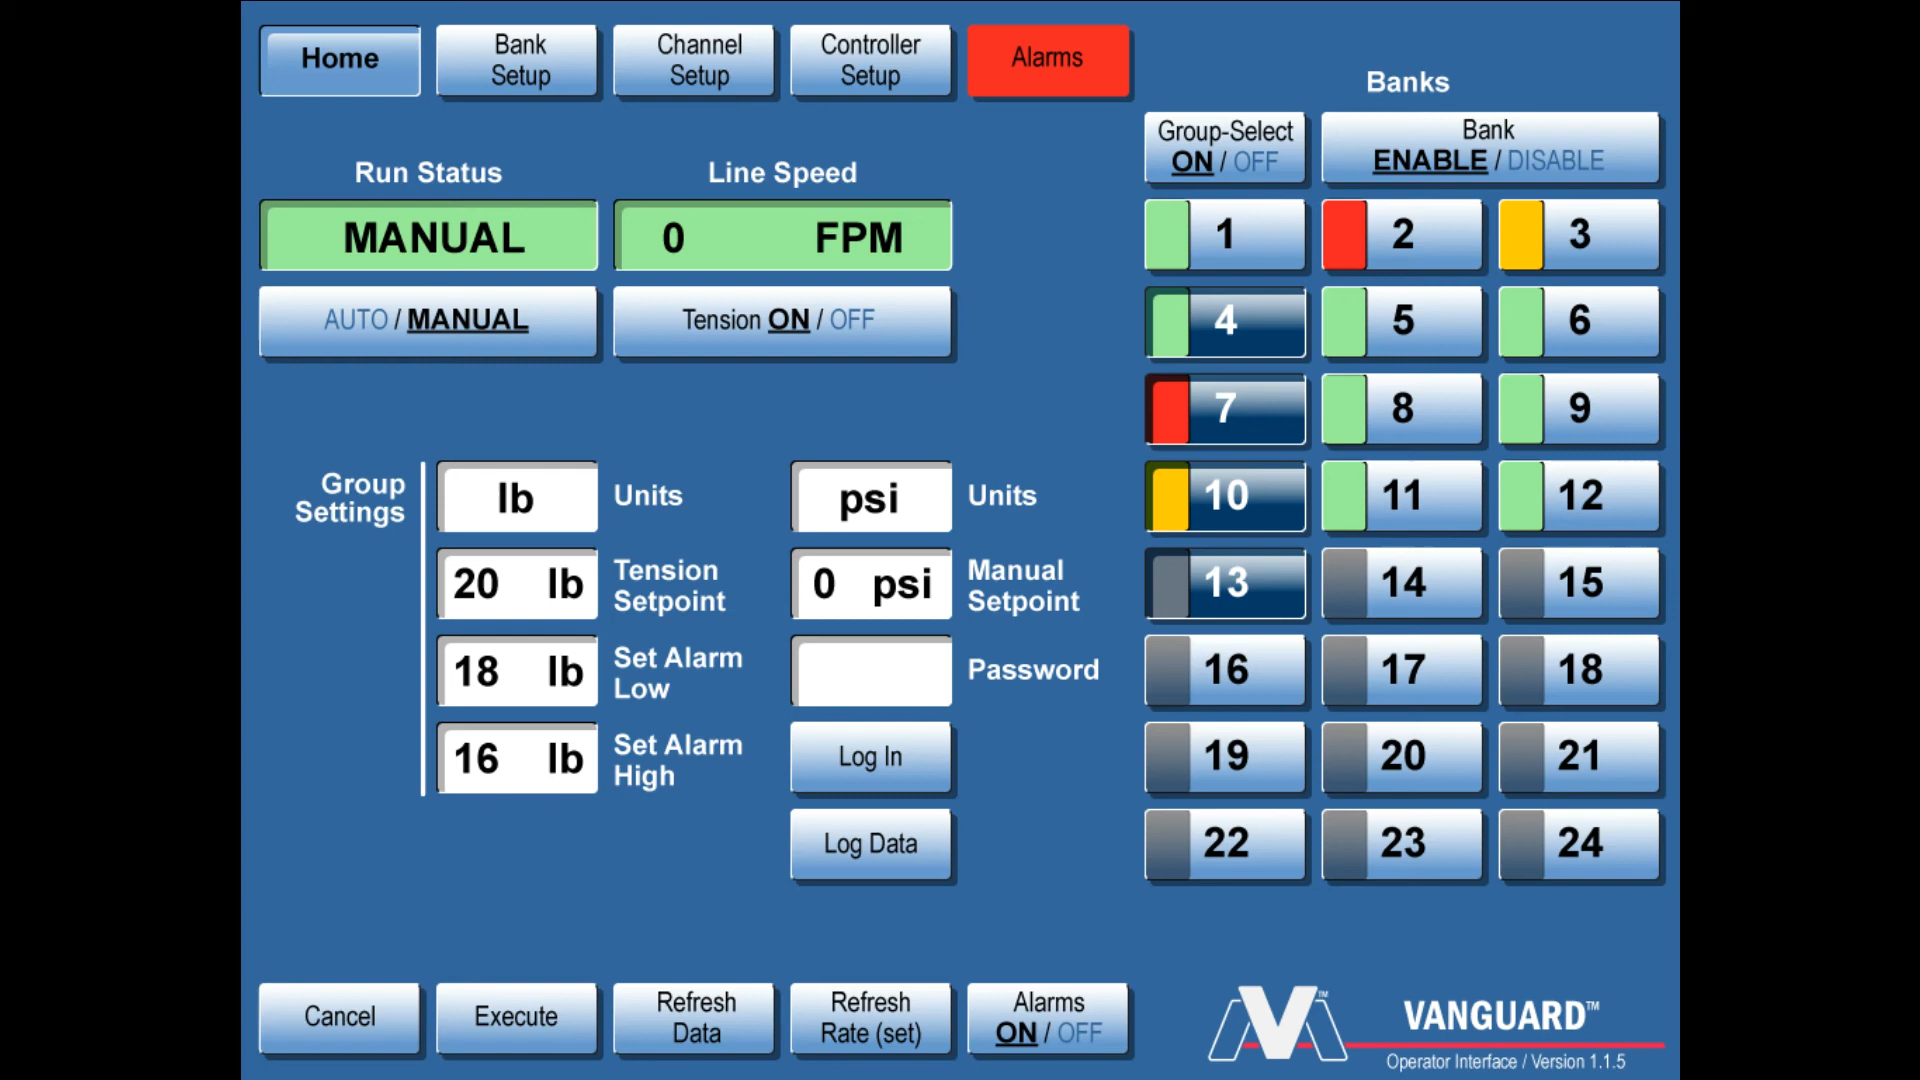 Home
Bank
Setup
Channel
Setup
Controller
Setup
Alarms
Banks
Group-Select
ON / OFF
Bank
ENABLE / DISABLE
Run Status
Line Speed
MANUAL
0 FPM
AUTO / MANUAL
Tension ON / OFF
1 2 3
4 5 6
7 8 9
10 11 12
13 14 15
16 17 18
19 20 21
22 23 24
Group
Settings
lb
Units
20 lb
Tension
Setpoint
18 lb
Set Alarm
Low
16 lb
Set Alarm
High
psi
Units
0 psi
Manual
Setpoint
Password
Log In
Log Data
Cancel
Execute
Refresh
Data
Refresh
Rate (set)
Alarms
ON / OFF
TM
VANGUARD™
Operator Interface / Version 1.1.5